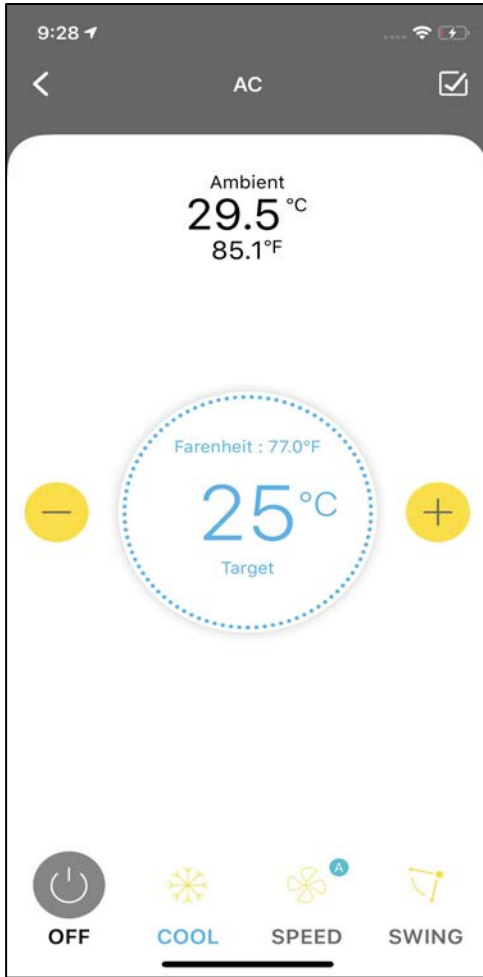 9:28
AC
Ambient
29.5 °C
85.1°F
Farenheit : 77.0°F
25°C
Target
A
OFF COOL SPEED SWING